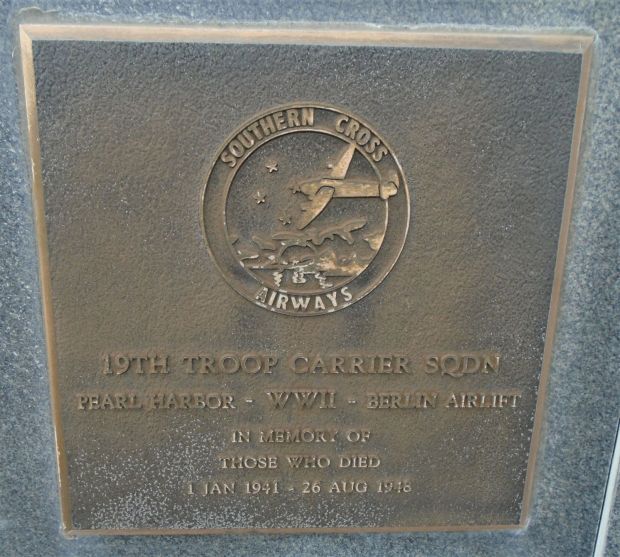 SOUTHERN CROSS
AIRWAYS
19TH TROOP CARRIER SQDN
PEARL HARBOR - WWII - BERLIN AIRLIFT
IN MEMORY OF
THOSE WHO DIED
1 JAN 1941 - 26 AUG 1948